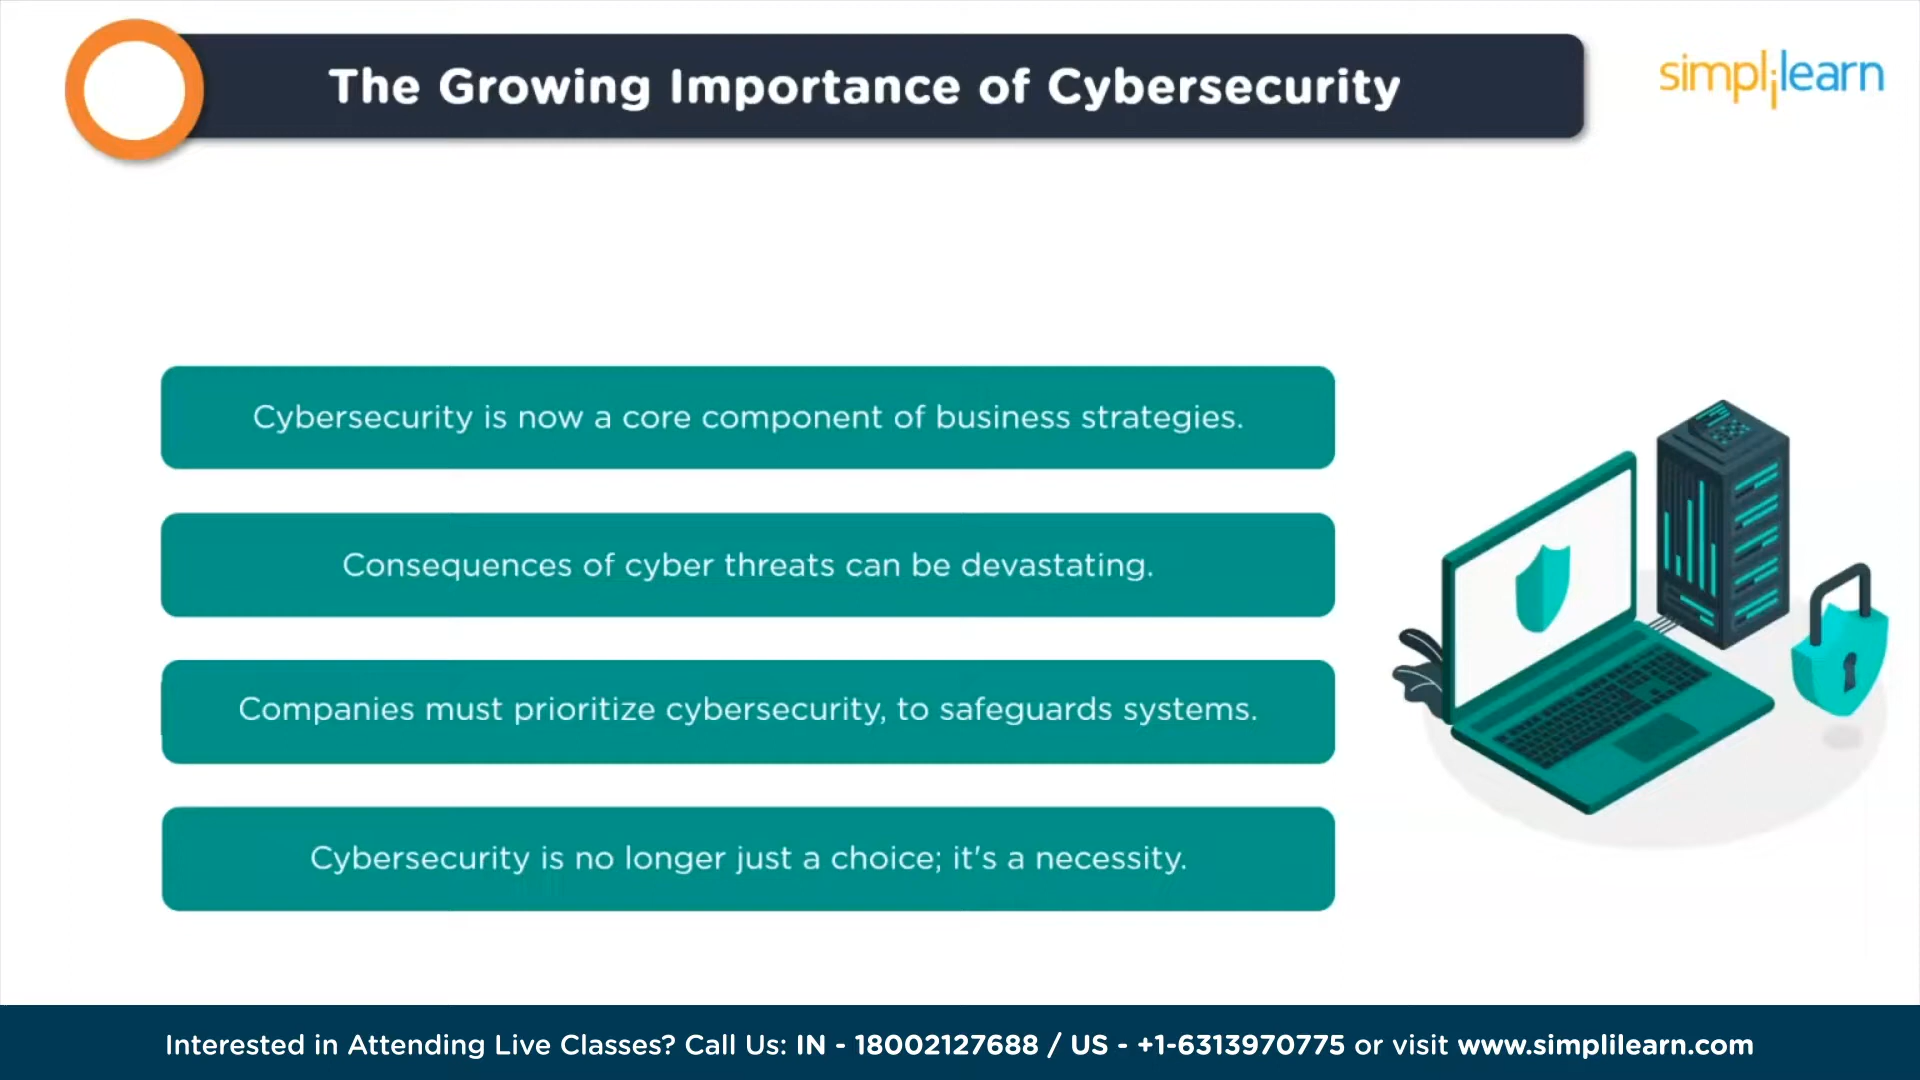 The Growing Importance of Cybersecurity
simplilearn
Cybersecurity is now a core component of business strategies.
Consequences of cyber threats can be devastating.
Companies must prioritize cybersecurity, to safeguards systems.
Cybersecurity is no longer just a choice; it's a necessity.
Interested in Attending Live Classes? Call Us: IN - 18002127688 / US - +1-6313970775 or visit www.simplilearn.com